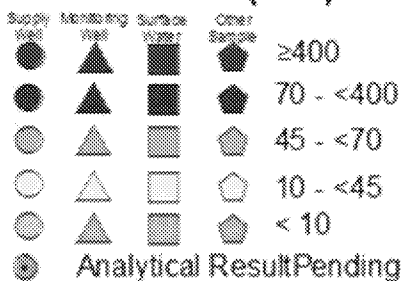 Supply Monitoring Surface Other
Well Well Water Sample
≥400
70 - <400
45 - <70
10 - <45
< 10
Analytical Result Pending